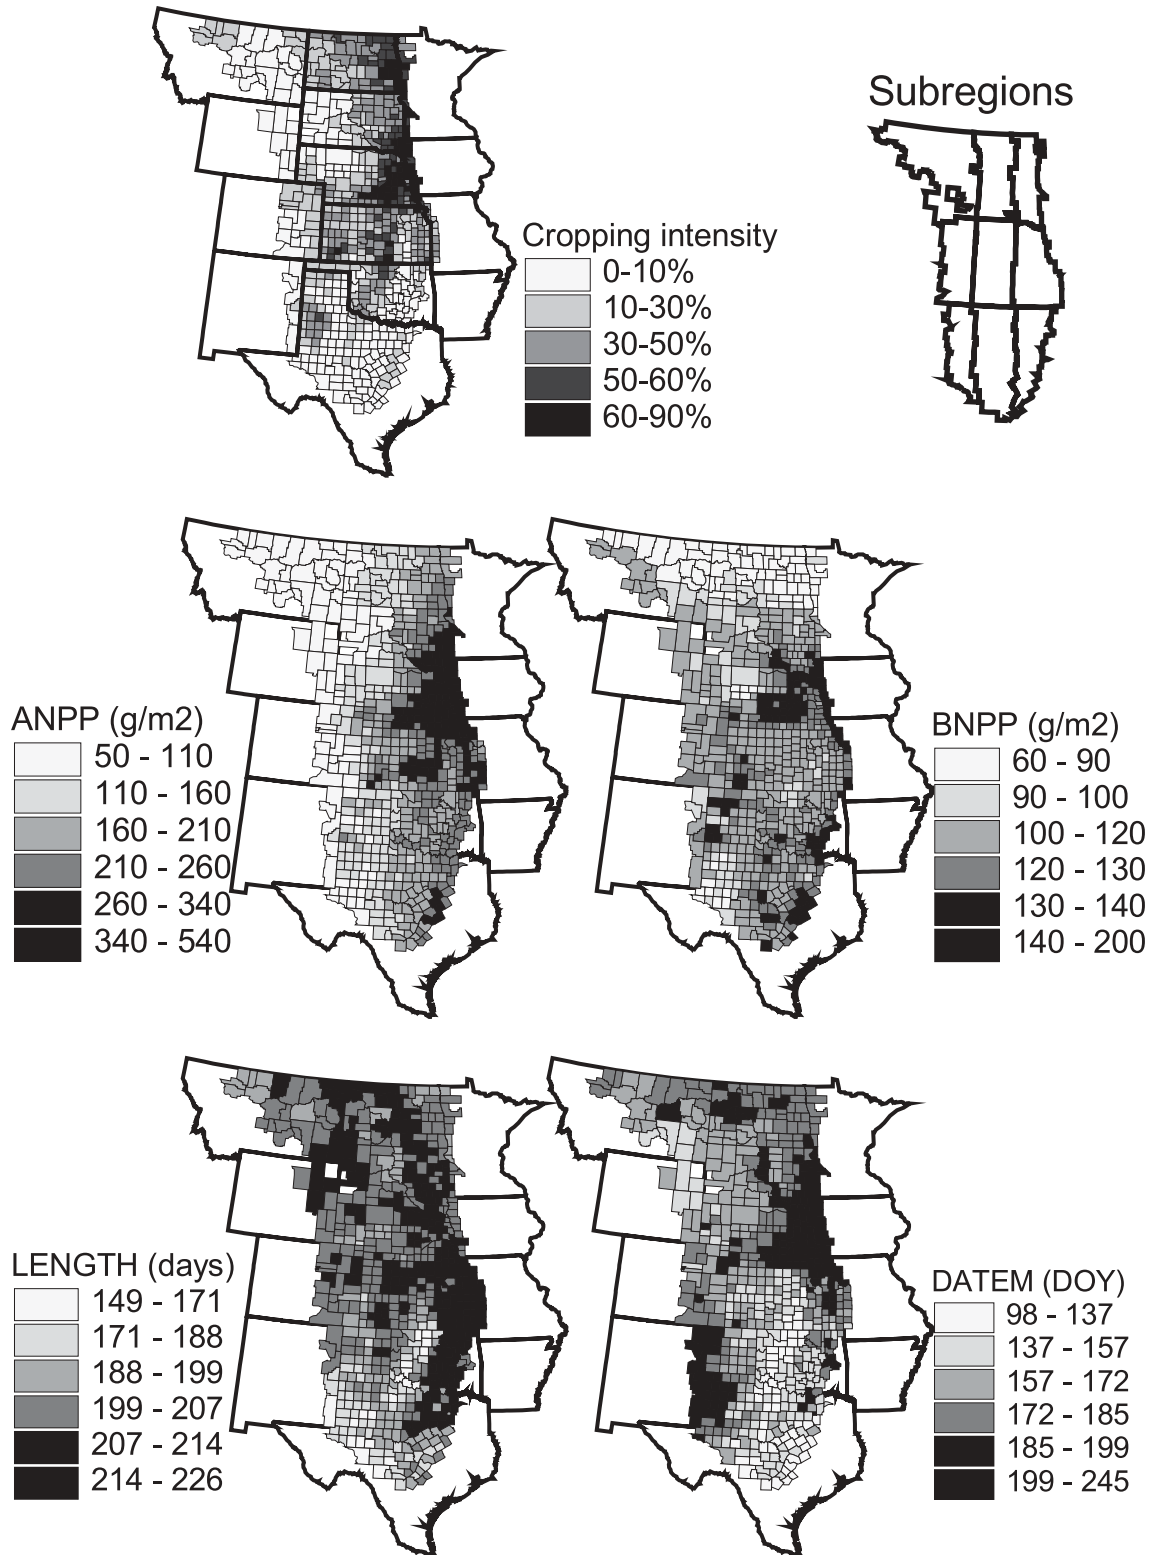 Subregions
Cropping intensity
0-10%
10-30%
30-50%
50-60%
60-90%
ANPP (g/m2)
50 - 110
110 - 160
160 - 210
210 - 260
260 - 340
340 - 540
BNPP (g/m2)
60 - 90
90 - 100
100 - 120
120 - 130
130 - 140
140 - 200
LENGTH (days)
149 - 171
171 - 188
188 - 199
199 - 207
207 - 214
214 - 226
DATEM (DOY)
98 - 137
137 - 157
157 - 172
172 - 185
185 - 199
199 - 245